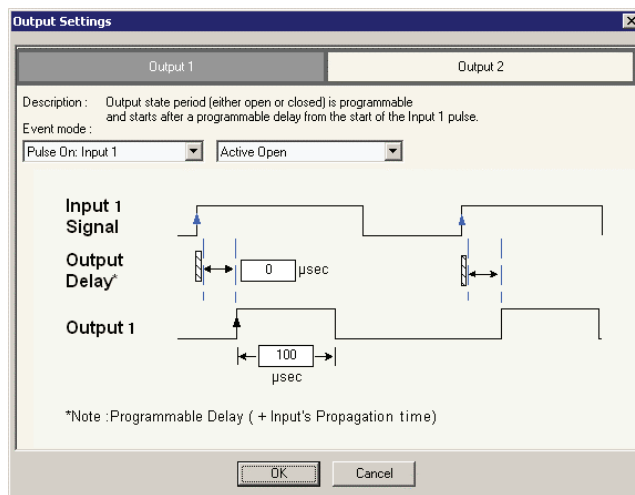 Output Settings
Output 1
Output 2
Description : Output state period (either open or closed) is programmable
and starts after a programmable delay from the start of the Input 1 pulse.
Event mode :
Pulse On: Input 1
Active Open
Input 1
Signal
Output
Delay*
0 µsec
Output 1
100
µsec
*Note :Programmable Delay ( + Input's Propagation time)
OK
Cancel